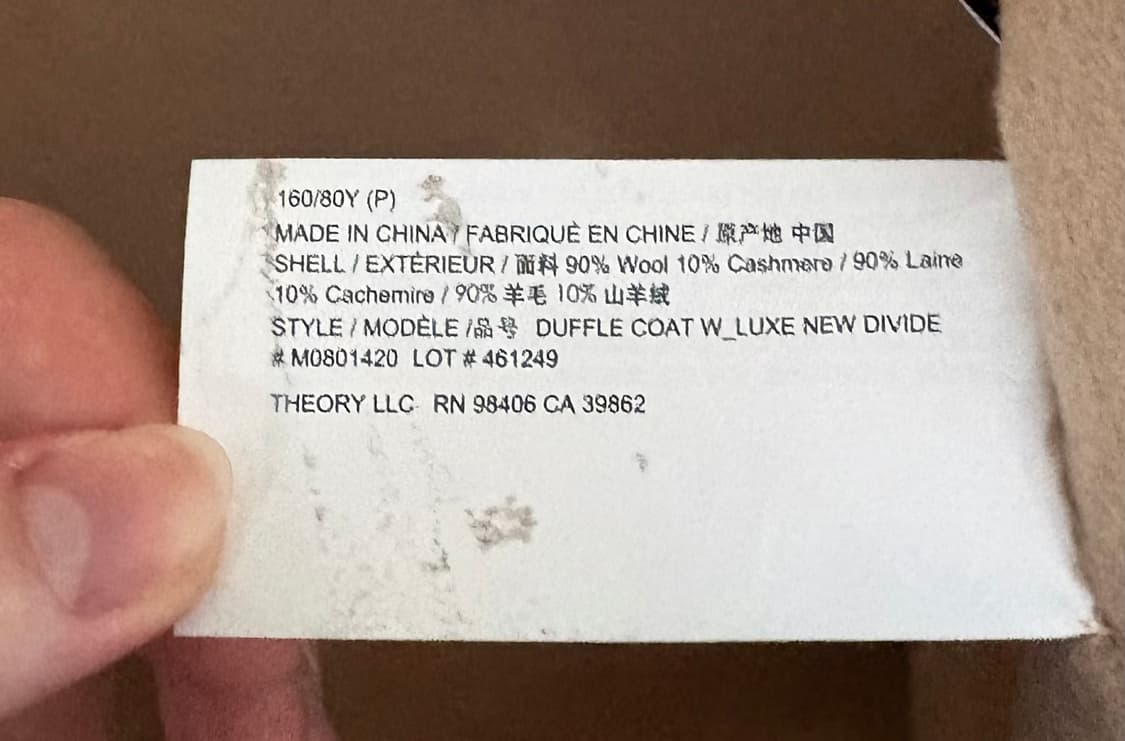 160/80Y (P)
MADE IN CHINA / FABRIQUÉ EN CHINE / 原产地 中国
SHELL / EXTÉRIEUR / 面料 90% Wool 10% Cashmere / 90% Laine
10% Cachemire / 90% 羊毛 10% 山羊绒
STYLE / MODÈLE /品号 DUFFLE COAT W_LUXE NEW DIVIDE
# M0801420 LOT # 461249
THEORY LLC RN 98406 CA 39862